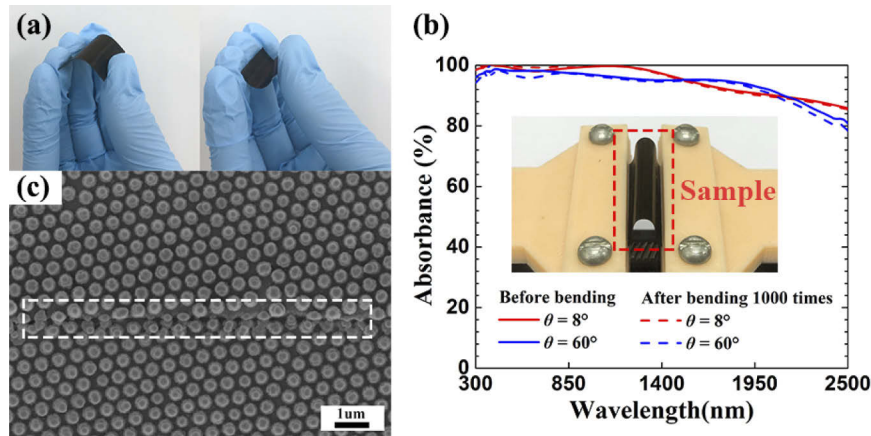 (a)
(b)
100
80
60
40
20
0
Absorbance (%)
Sample
Before bending
After bending 1000 times
θ = 8°
θ = 8°
θ = 60°
θ = 60°
300
850
1400
1950
2500
Wavelength(nm)
(c)
1um